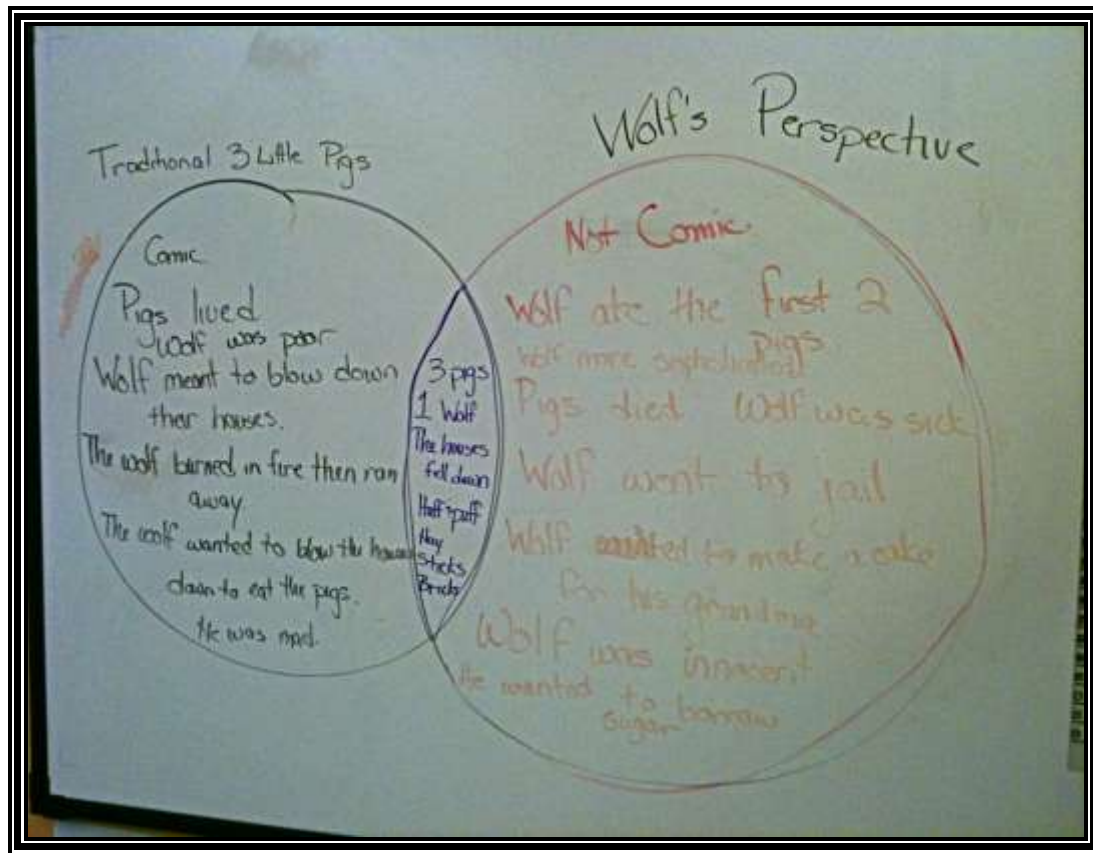 Traditional 3 Little Pigs
Comic
Pigs lived
Wolf was poor
Wolf meant to blow down
their houses.
The wolf burned in fire then ran
away
The wolf wanted to blow the house
down to eat the pigs.
He was mad.
3 pigs
1 Wolf
The houses
fell down
Huff + puff
Hay
Sticks
Bricks
Wolf's Perspective
Not Comic
Wolf ate the first 2
pigs
Wolf more
Pigs died Wolf was sick
Wolf went to jail
Wolf wanted to make a cake
for his
Wolf was innocent
He wanted to borrow
sugar